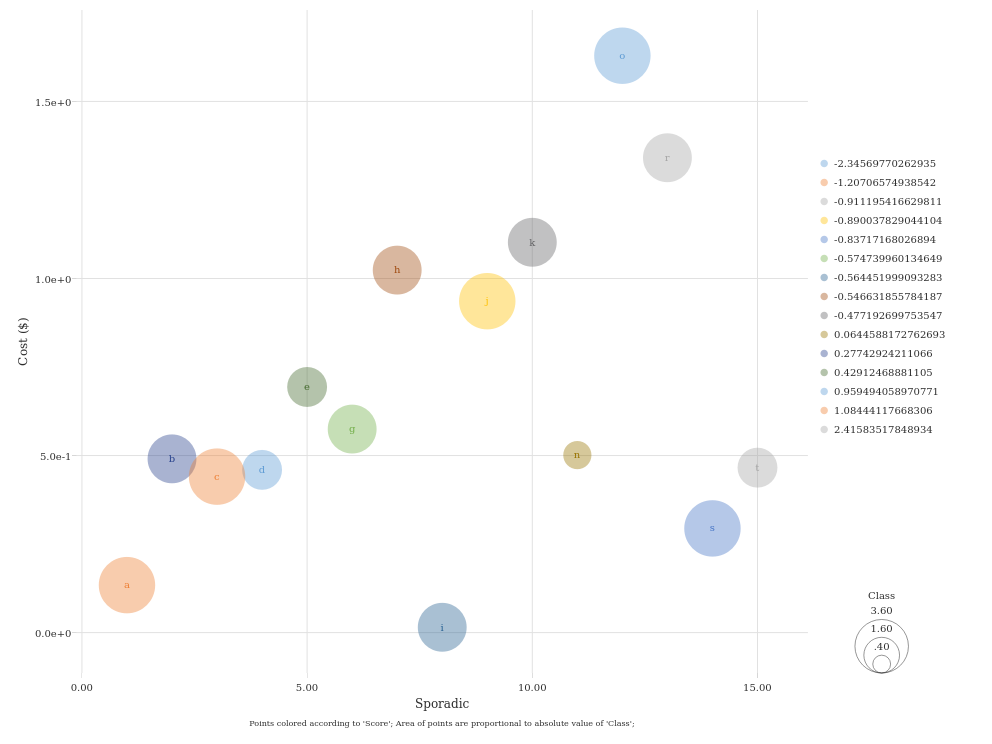 o
1.5e+0
r
-2.34569770262935
-1.20706574938542
-0.911195416629811
-0.890037829044104
-0.83717168026894
-0.574739960134649
-0.564451999093283
-0.546631855784187
-0.477192699753547
0.0644588172762693
0.27742924211066
0.42912468881105
0.959494058970771
1.08444117668306
2.41583517848934
k
h
1.0e+0
j
Cost ($)
e
g
5.0e-1
b
c
d
n
t
s
a
i
0.0e+0
Class
3.60
1.60
.40
0.00
5.00
10.00
15.00
Sporadic
Points colored according to 'Score'; Area of points are proportional to absolute value of 'Class';